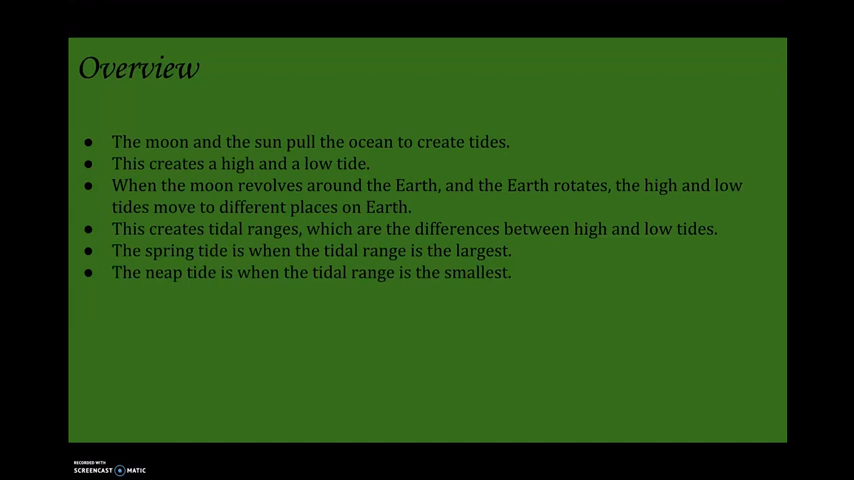 Overview
● The moon and the sun pull the ocean to create tides.
● This creates a high and a low tide.
● When the moon revolves around the Earth, and the Earth rotates, the high and low
tides move to different places on Earth.
● This creates tidal ranges, which are the differences between high and low tides.
● The spring tide is when the tidal range is the largest.
● The neap tide is when the tidal range is the smallest.
RECORDED WITH
SCREENCAST MATIC